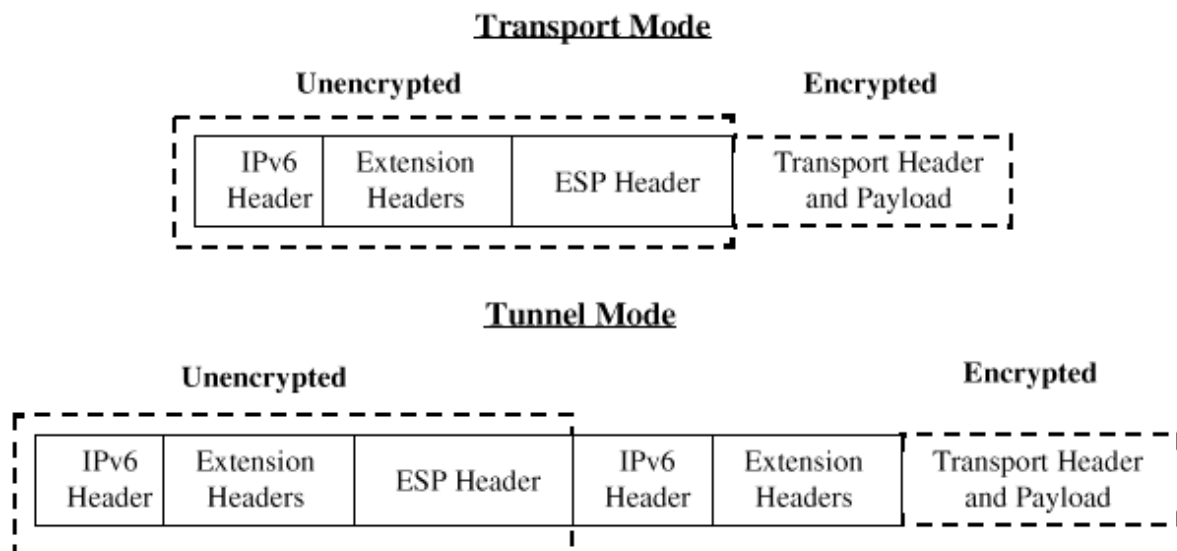 Transport Mode
Unencrypted
Encrypted
IPv6
Header
Extension
Headers
ESP Header
Transport Header
and Payload
Tunnel Mode
Unencrypted
Encrypted
IPv6
Header
Extension
Headers
ESP Header
IPv6
Header
Extension
Headers
Transport Header
and Payload